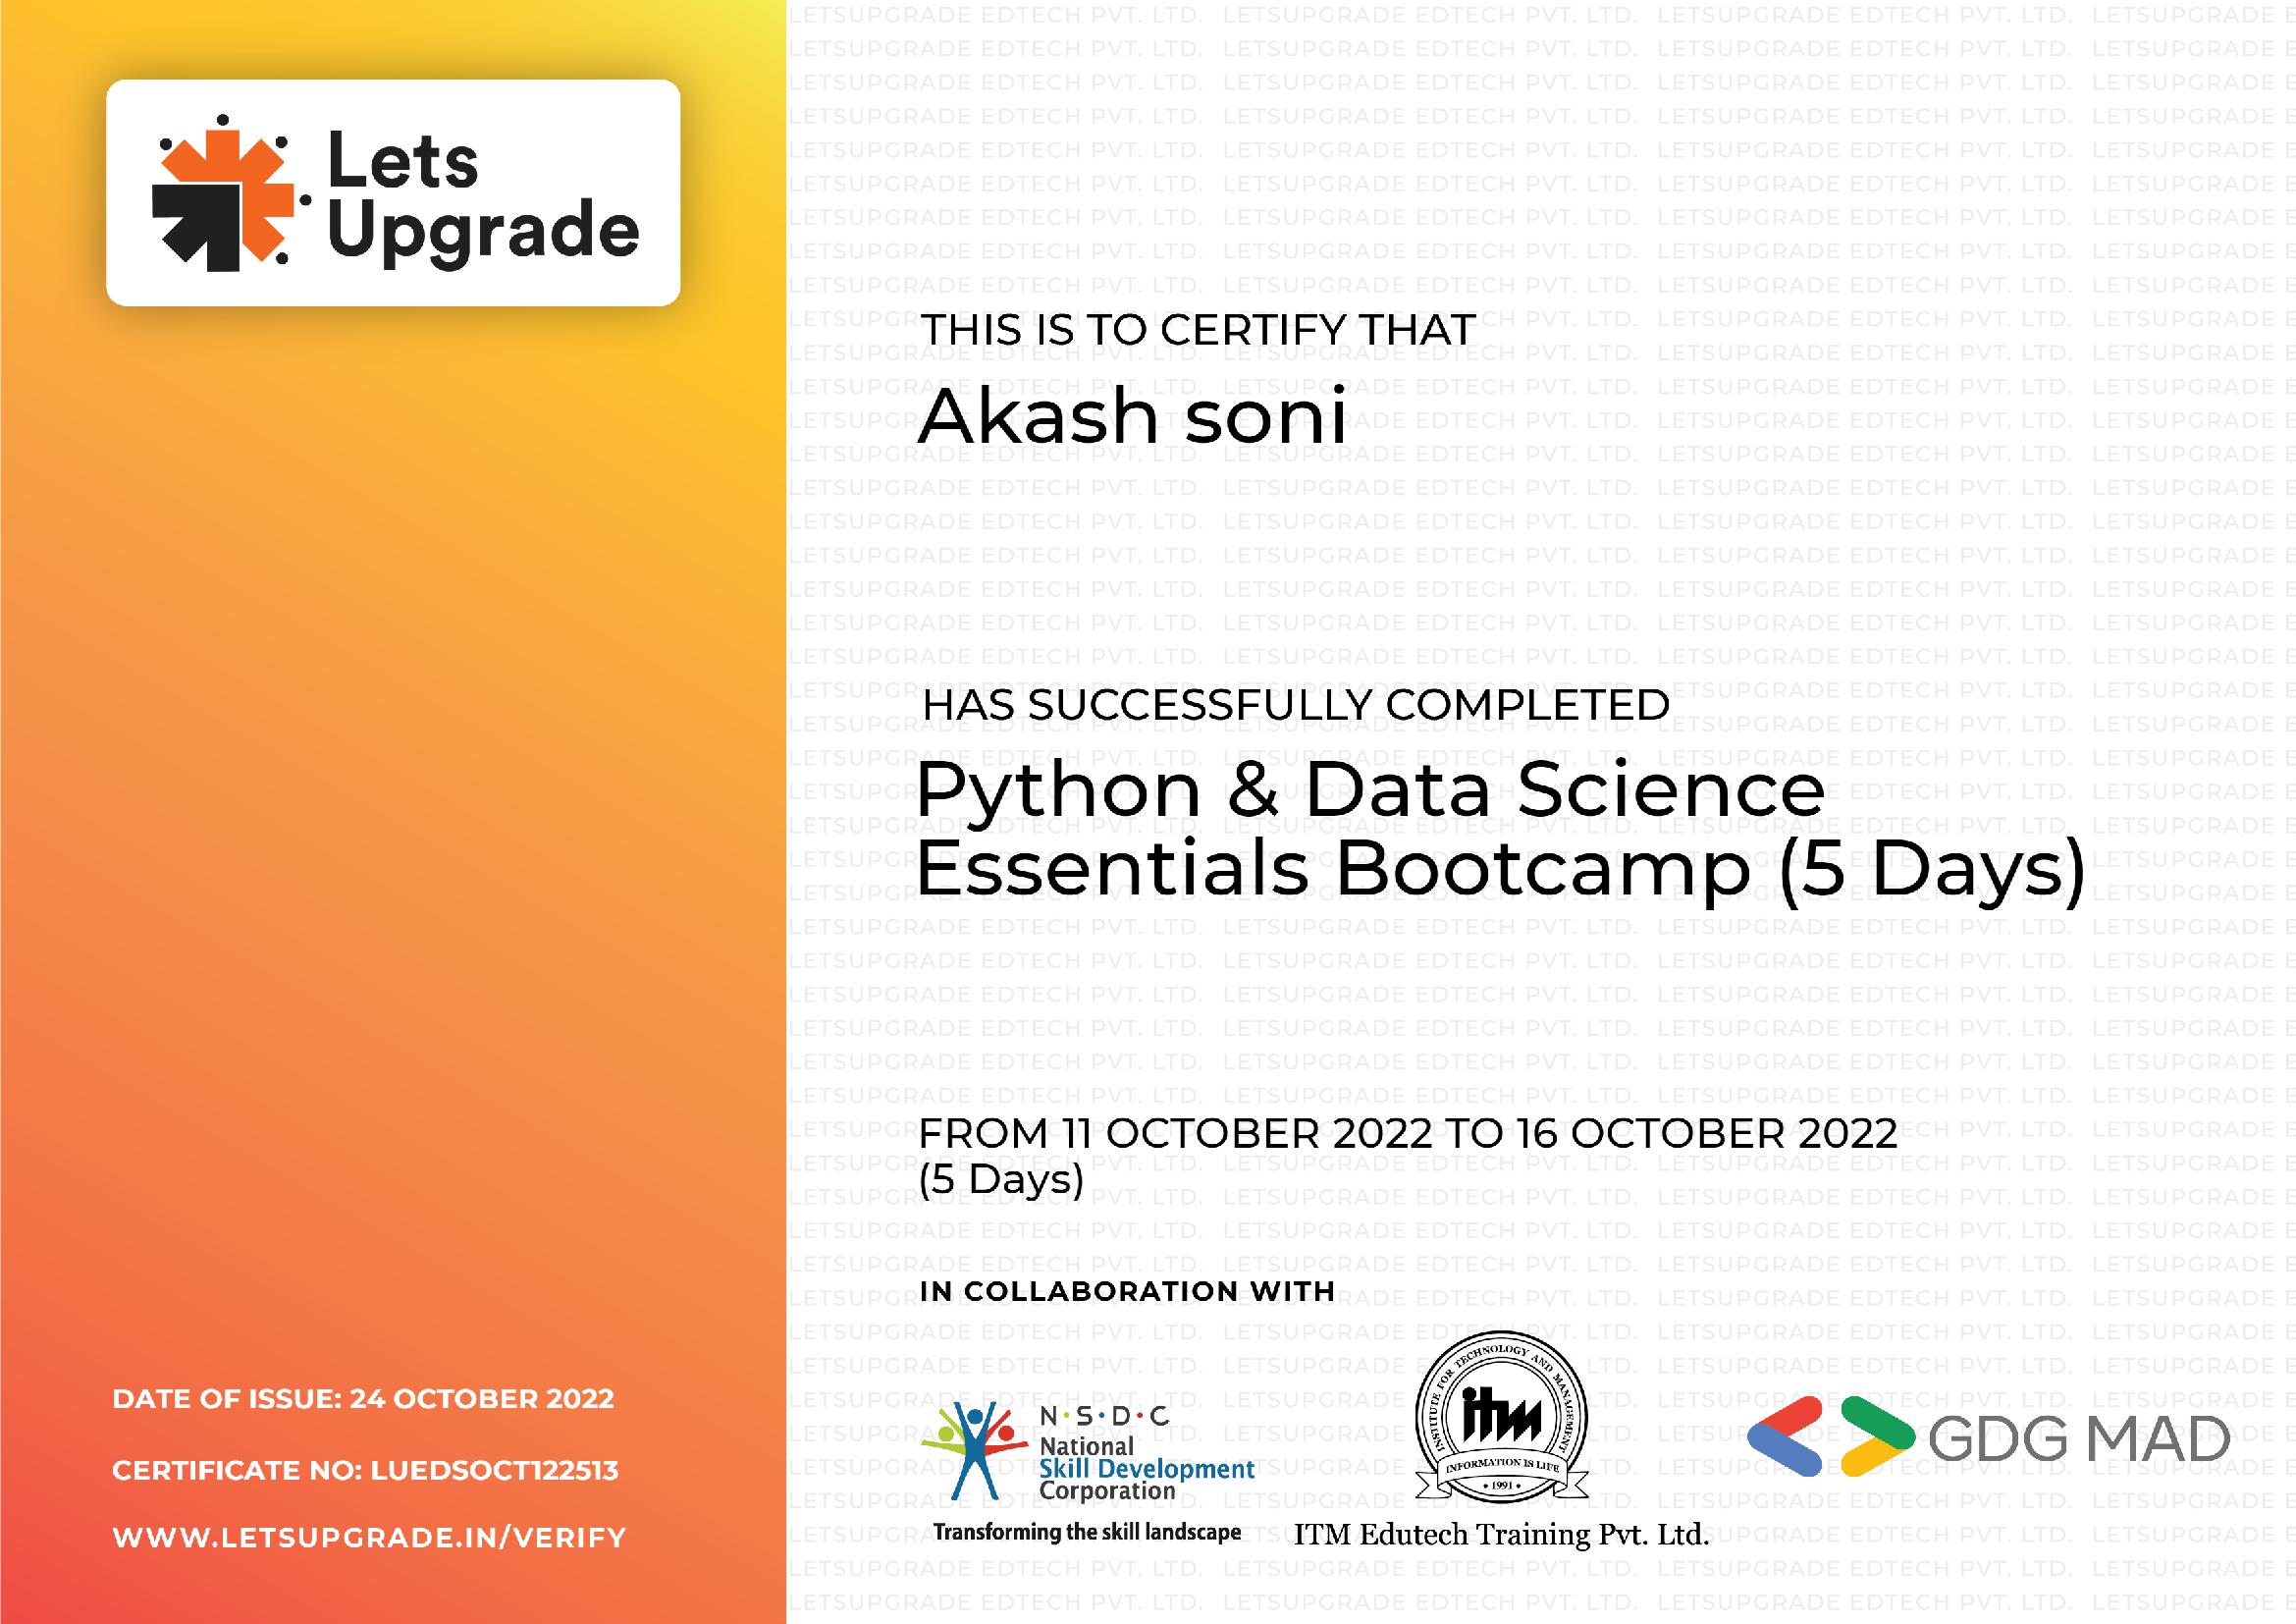 Lets
Upgrade
THIS IS TO CERTIFY THAT
Akash soni
HAS SUCCESSFULLY COMPLETED
Python & Data Science
Essentials Bootcamp (5 Days)
FROM 11 OCTOBER 2022 TO 16 OCTOBER 2022
(5 Days)
IN COLLABORATION WITH
N·S·D·C
National
Skill Development
Corporation
Transforming the skill landscape
INSTITUTE FOR TECHNOLOGY AND MANAGEMENT
itm
INFORMATION IS LIFE
• 1991 •
ITM Edutech Training Pvt. Ltd.
GDG MAD
DATE OF ISSUE: 24 OCTOBER 2022
CERTIFICATE NO: LUEDSOCT122513
WWW.LETSUPGRADE.IN/VERIFY
LETSUPGRADE EDTECH PVT. LTD.